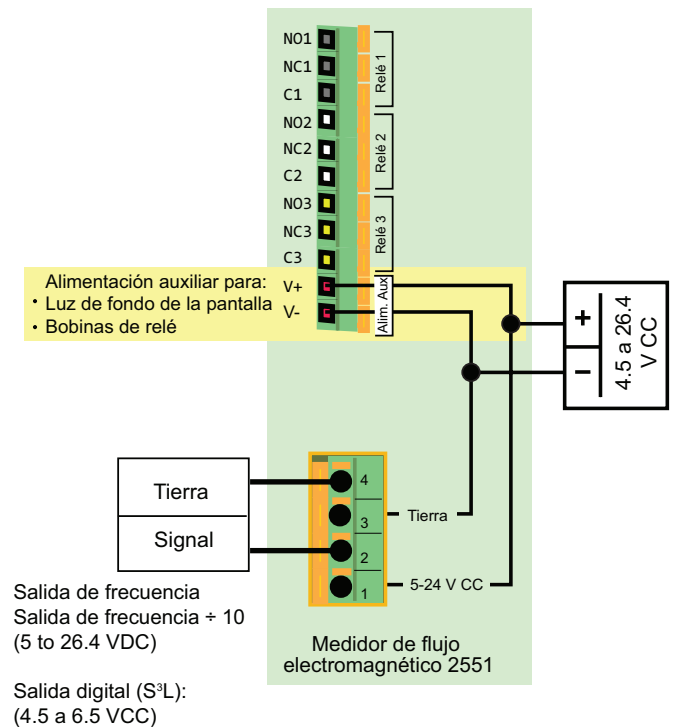 NO1
NC1
C1
Relé 1
NO2
NC2
C2
Relé 2
NO3
NC3
C3
Relé 3
Alimentación auxiliar para:
• Luz de fondo de la pantalla
• Bobinas de relé
V+
V-
Alim. Aux
+
−
4.5 a 26.4
V CC
Tierra
Signal
4
3
2
1
Tierra
5-24 V CC
Salida de frecuencia
Salida de frecuencia ÷ 10
(5 to 26.4 VDC)
Salida digital (S³L):
(4.5 a 6.5 VCC)
Medidor de flujo
electromagnético 2551